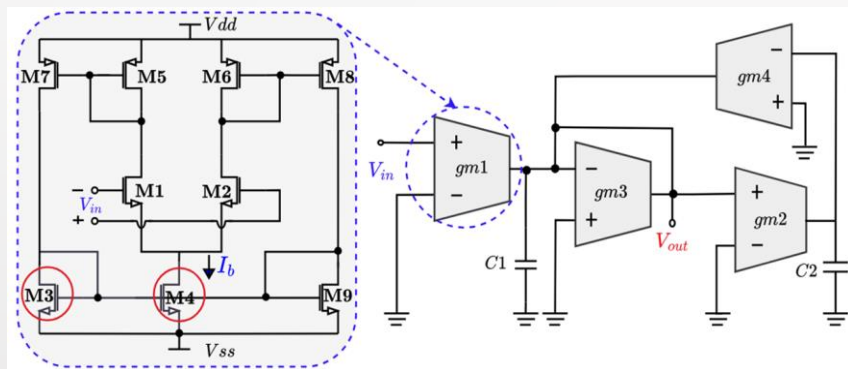 Vdd
M7 M5 M6 M8
M1 M2
−
Vin
+
Ib
M3 M4 M9
Vss
Vin
+
gm1
−
C1
−
gm3
+
Vout
−
gm4
+
+
gm2
−
C2